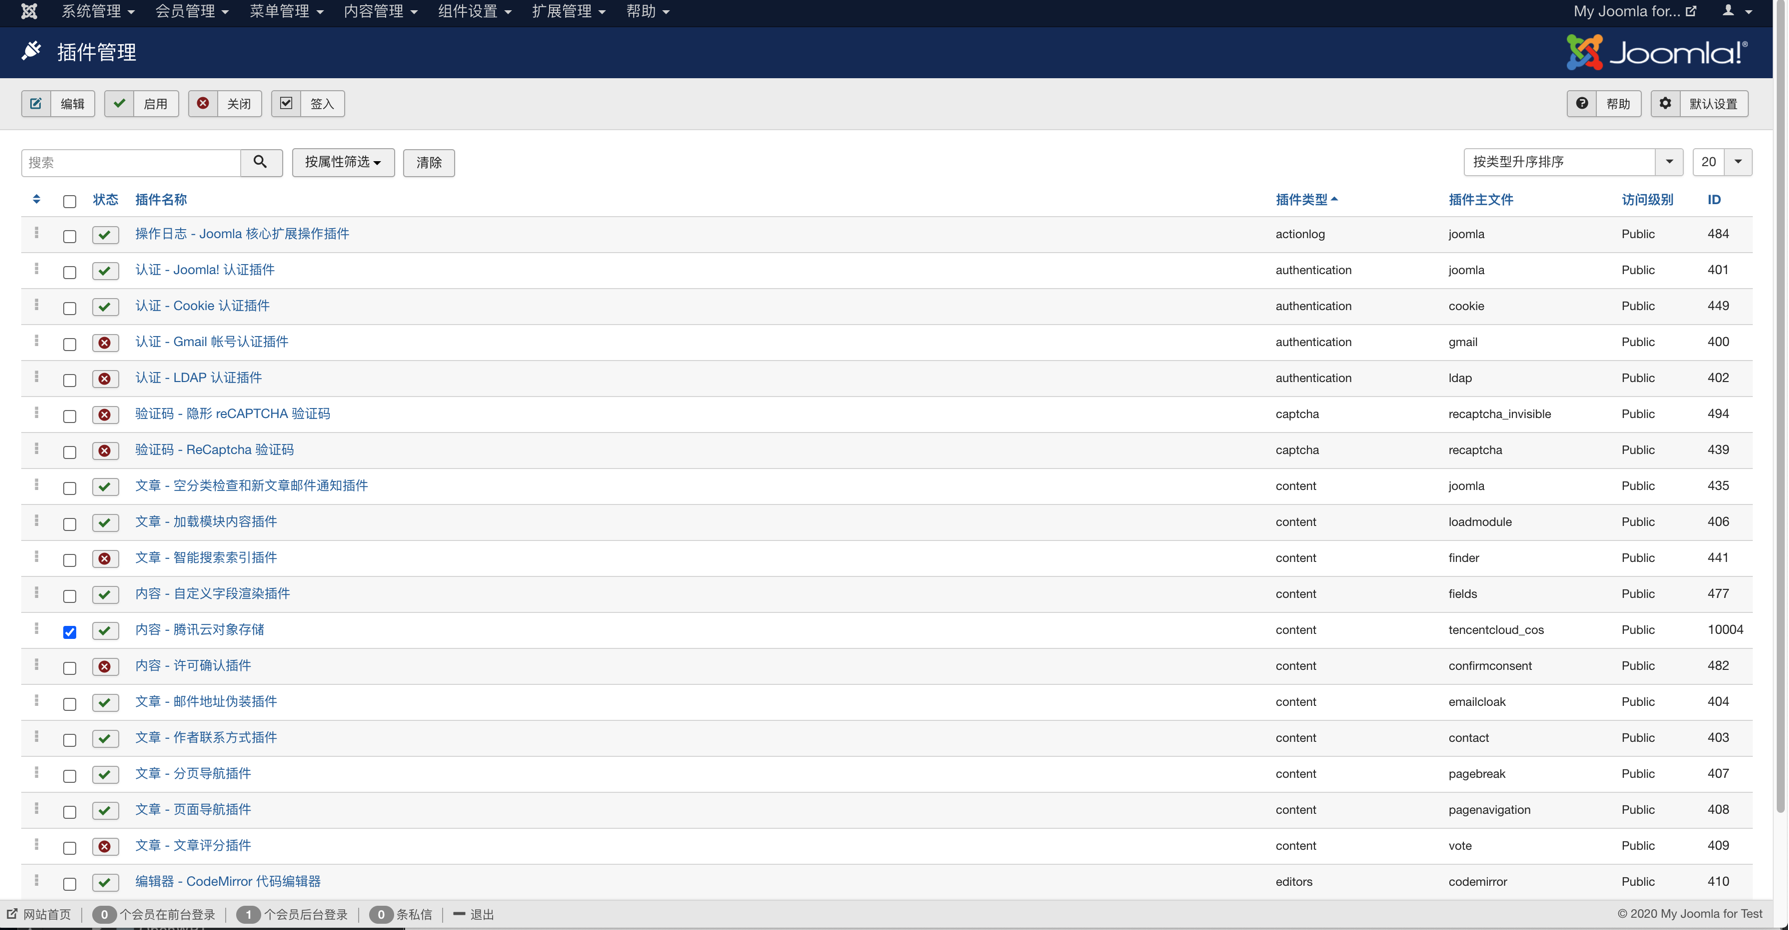 系统管理 会员管理 菜单管理 内容管理 组件设置 扩展管理 帮助 My Joomla for...
插件管理 Joomla!®
编辑 启用 关闭 签入 帮助 默认设置
搜索 按属性筛选 清除 按类型升序排序 20
状态 插件名称 插件类型 插件主文件 访问级别 ID
操作日志 - Joomla 核心扩展操作插件 actionlog joomla Public 484
认证 - Joomla! 认证插件 authentication joomla Public 401
认证 - Cookie 认证插件 authentication cookie Public 449
认证 - Gmail 帐号认证插件 authentication gmail Public 400
认证 - LDAP 认证插件 authentication ldap Public 402
验证码 - 隐形 reCAPTCHA 验证码 captcha recaptcha_invisible Public 494
验证码 - ReCaptcha 验证码 captcha recaptcha Public 439
文章 - 空分类检查和新文章邮件通知插件 content joomla Public 435
文章 - 加载模块内容插件 content loadmodule Public 406
文章 - 智能搜索索引插件 content finder Public 441
内容 - 自定义字段渲染插件 content fields Public 477
内容 - 腾讯云对象存储 content tencentcloud_cos Public 10004
内容 - 许可确认插件 content confirmconsent Public 482
文章 - 邮件地址伪装插件 content emailcloak Public 404
文章 - 作者联系方式插件 content contact Public 403
文章 - 分页导航插件 content pagebreak Public 407
文章 - 页面导航插件 content pagenavigation Public 408
文章 - 文章评分插件 content vote Public 409
编辑器 - CodeMirror 代码编辑器 editors codemirror Public 410
网站首页 0 个会员在前台登录 1 个会员后台登录 0 条私信 退出 © 2020 My Joomla for Test